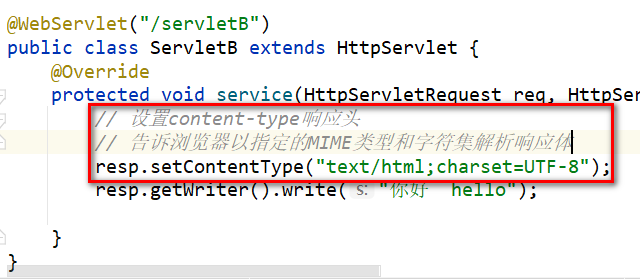 @WebServlet("/servletB")
public class ServletB extends HttpServlet {
@Override
protected void service(HttpServletRequest req, HttpSer
// 设置content-type响应头
// 告诉浏览器以指定的MIME类型和字符集解析响应体
resp.setContentType("text/html;charset=UTF-8");
resp.getWriter().write( s: "你好  hello");
}
}